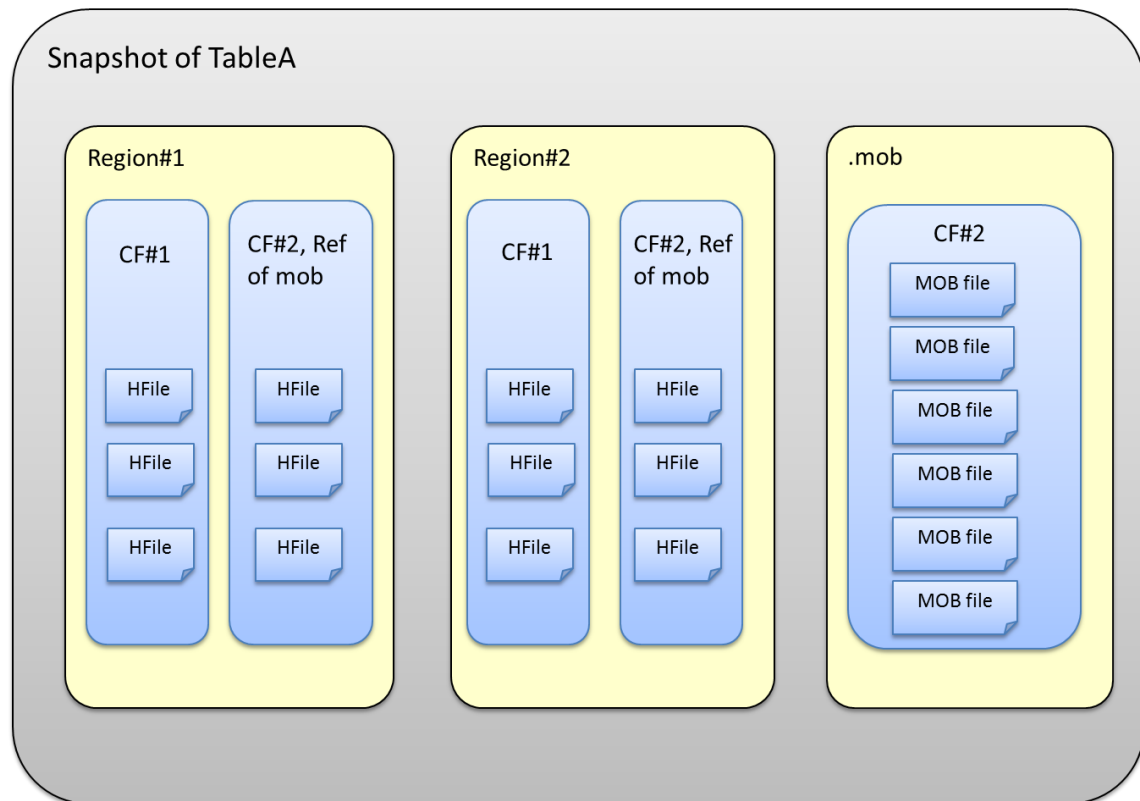 Snapshot of TableA
Region#1
CF#1
HFile
HFile
HFile
CF#2, Ref
of mob
HFile
HFile
HFile
Region#2
CF#1
HFile
HFile
HFile
CF#2, Ref
of mob
HFile
HFile
HFile
.mob
CF#2
MOB file
MOB file
MOB file
MOB file
MOB file
MOB file